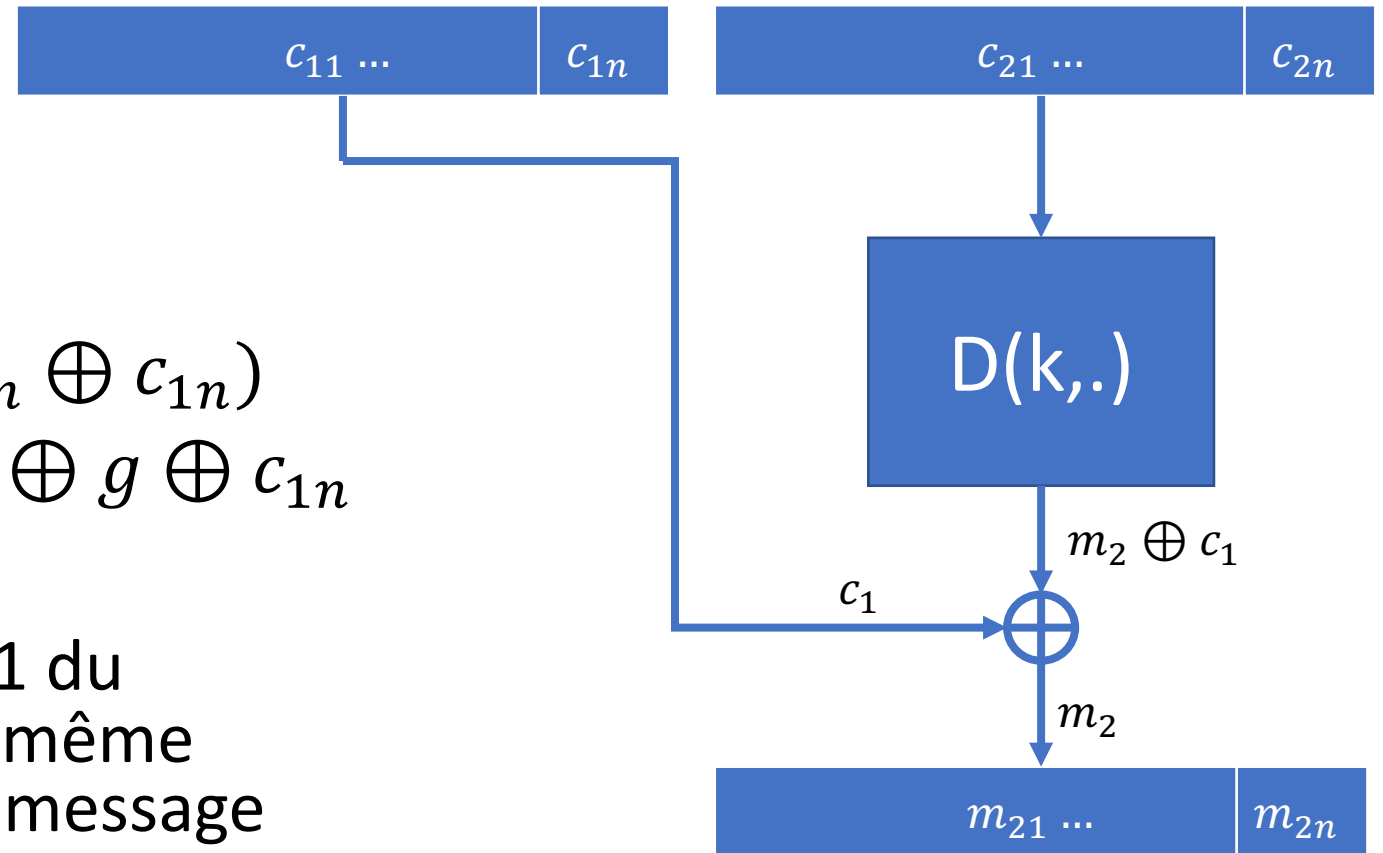 c₁₁ ... c₁ₙ
c₂₁ ... c₂ₙ
ₙ ⊕ c₁ₙ)
⊕ g ⊕ c₁ₙ
D(k,.)
m₂ ⊕ c₁
c₁
1 du
même
message
m₂
m₂₁ ... m₂ₙ